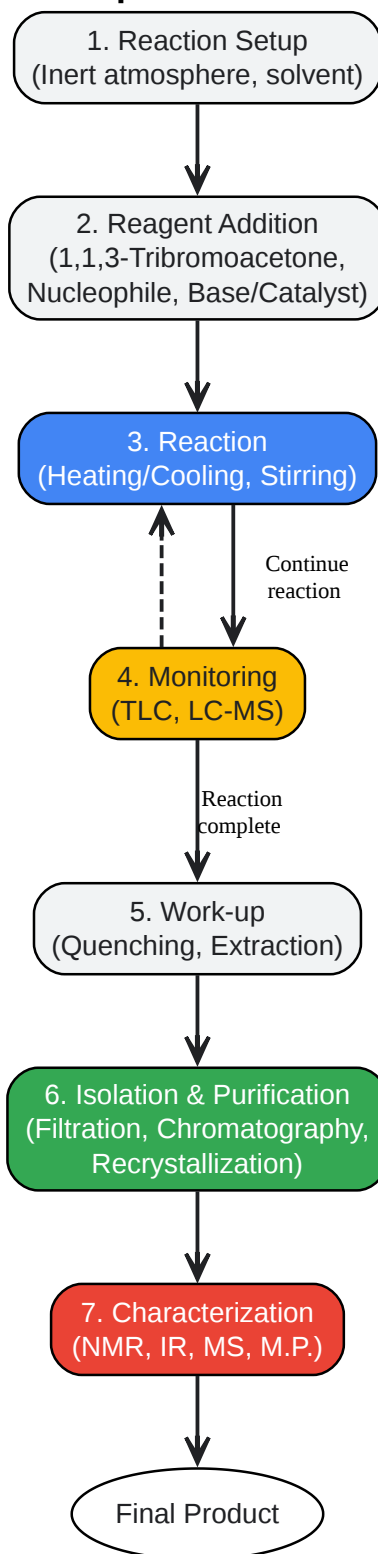 1. Reaction Setup
(Inert atmosphere, solvent)
2. Reagent Addition
(1,1,3-Tribromoacetone,
Nucleophile, Base/Catalyst)
3. Reaction
(Heating/Cooling, Stirring)
Continue
reaction
4. Monitoring
(TLC, LC-MS)
Reaction
complete
5. Work-up
(Quenching, Extraction)
6. Isolation & Purification
(Filtration, Chromatography,
Recrystallization)
7. Characterization
(NMR, IR, MS, M.P.)
Final Product